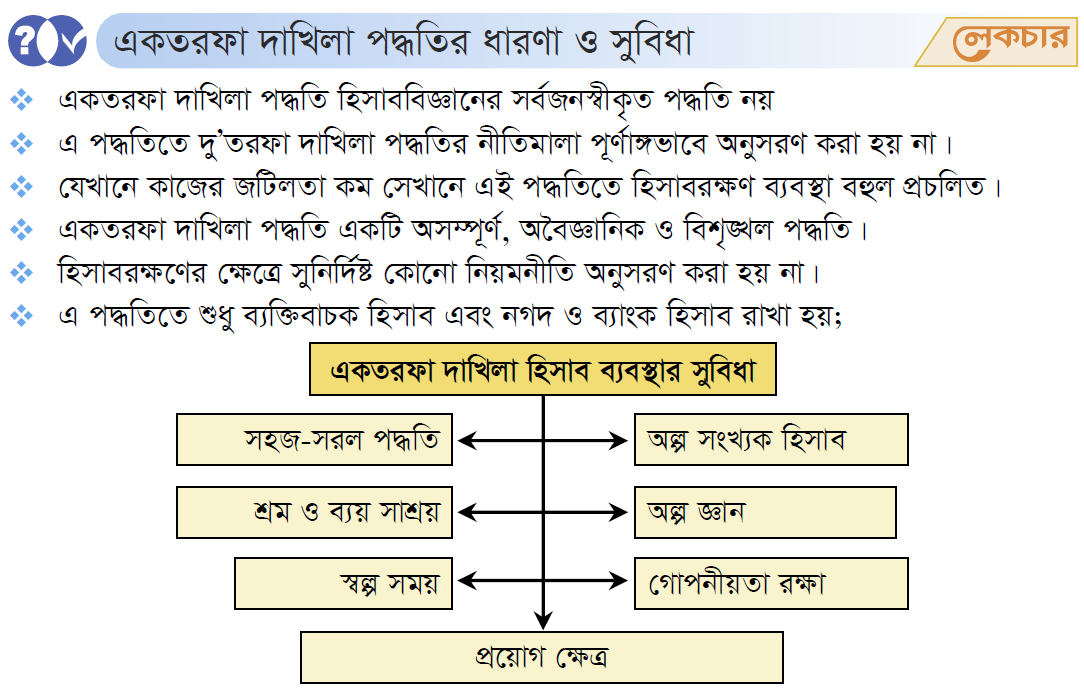 একতরফা দাখিলা পদ্ধতির ধারণা ও সুবিধা
লেকচার
একতরফা দাখিলা পদ্ধতি হিসাববিজ্ঞানের সর্বজনস্বীকৃত পদ্ধতি নয়
এ পদ্ধতিতে দু’তরফা দাখিলা পদ্ধতির নীতিমালা পূর্ণাঙ্গভাবে অনুসরণ করা হয় না।
যেখানে কাজের জটিলতা কম সেখানে এই পদ্ধতিতে হিসাবরক্ষণ ব্যবস্থা বহুল প্রচলিত।
একতরফা দাখিলা পদ্ধতি একটি অসম্পূর্ণ, অবৈজ্ঞানিক ও বিশৃঙ্খল পদ্ধতি।
হিসাবরক্ষণের ক্ষেত্রে সুনির্দিষ্ট কোনো নিয়মনীতি অনুসরণ করা হয় না।
এ পদ্ধতিতে শুধু ব্যক্তিবাচক হিসাব এবং নগদ ও ব্যাংক হিসাব রাখা হয়;
একতরফা দাখিলা হিসাব ব্যবস্থার সুবিধা
সহজ-সরল পদ্ধতি
অল্প সংখ্যক হিসাব
শ্রম ও ব্যয় সাশ্রয়
অল্প জ্ঞান
স্বল্প সময়
গোপনীয়তা রক্ষা
প্রয়োগ ক্ষেত্র